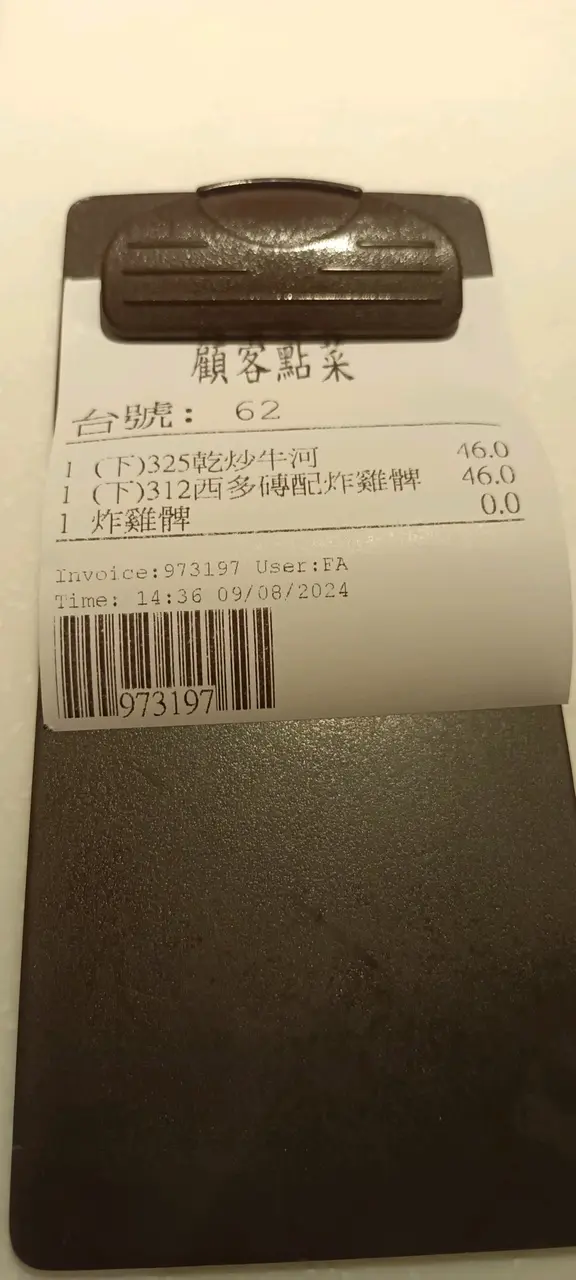 顧客點菜
台號: 62
1 (下)325乾炒牛河 46.0
1 (下)312西多磚配炸雞髀 46.0
1 炸雞髀 0.0
Invoice:973197 User:FA
Time: 14:36 09/08/2024
973197